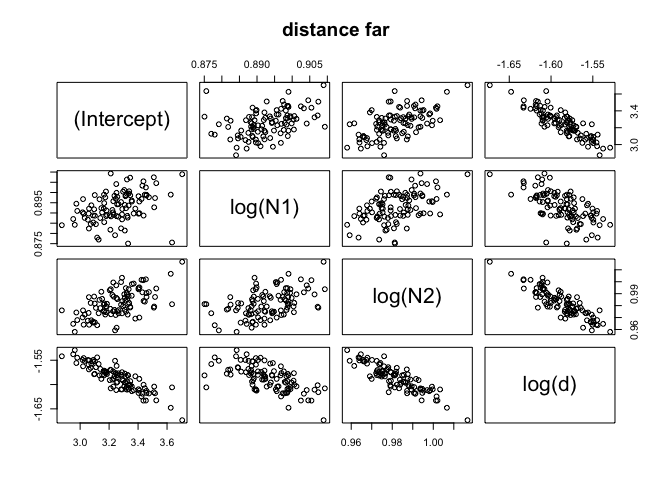 distance far
0.875 0.890 0.905 -1.65 -1.60 -1.55
(Intercept) 3.0 3.4
0.875 0.895 log(N1)
log(N2) 0.96 0.99
-1.65 -1.55 log(d)
3.0 3.2 3.4 3.6 0.96 0.98 1.00